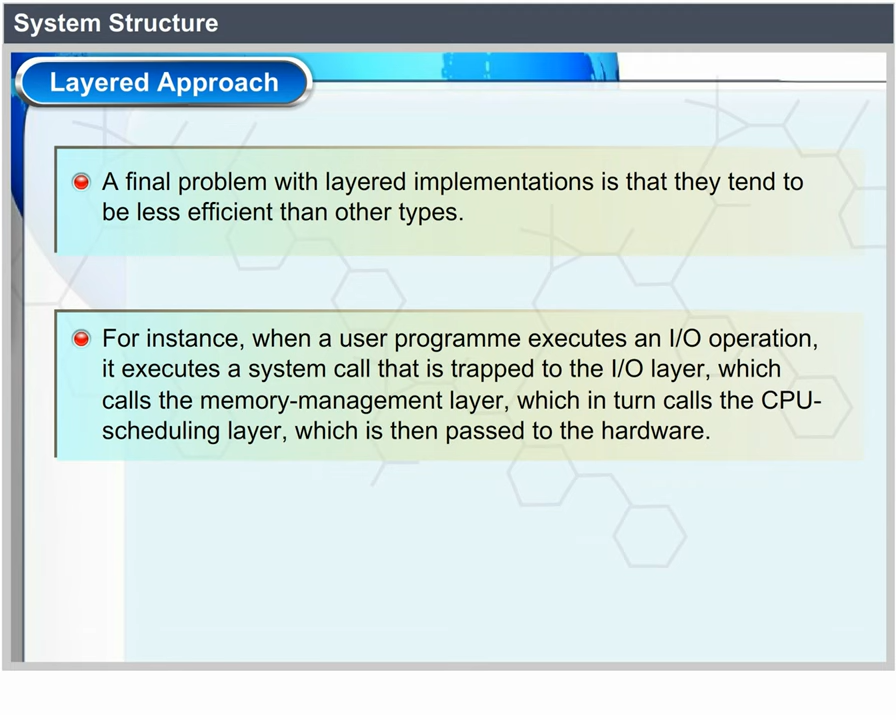 System Structure
Layered Approach
A final problem with layered implementations is that they tend to
be less efficient than other types.
For instance, when a user programme executes an I/O operation,
it executes a system call that is trapped to the I/O layer, which
calls the memory-management layer, which in turn calls the CPU-
scheduling layer, which is then passed to the hardware.